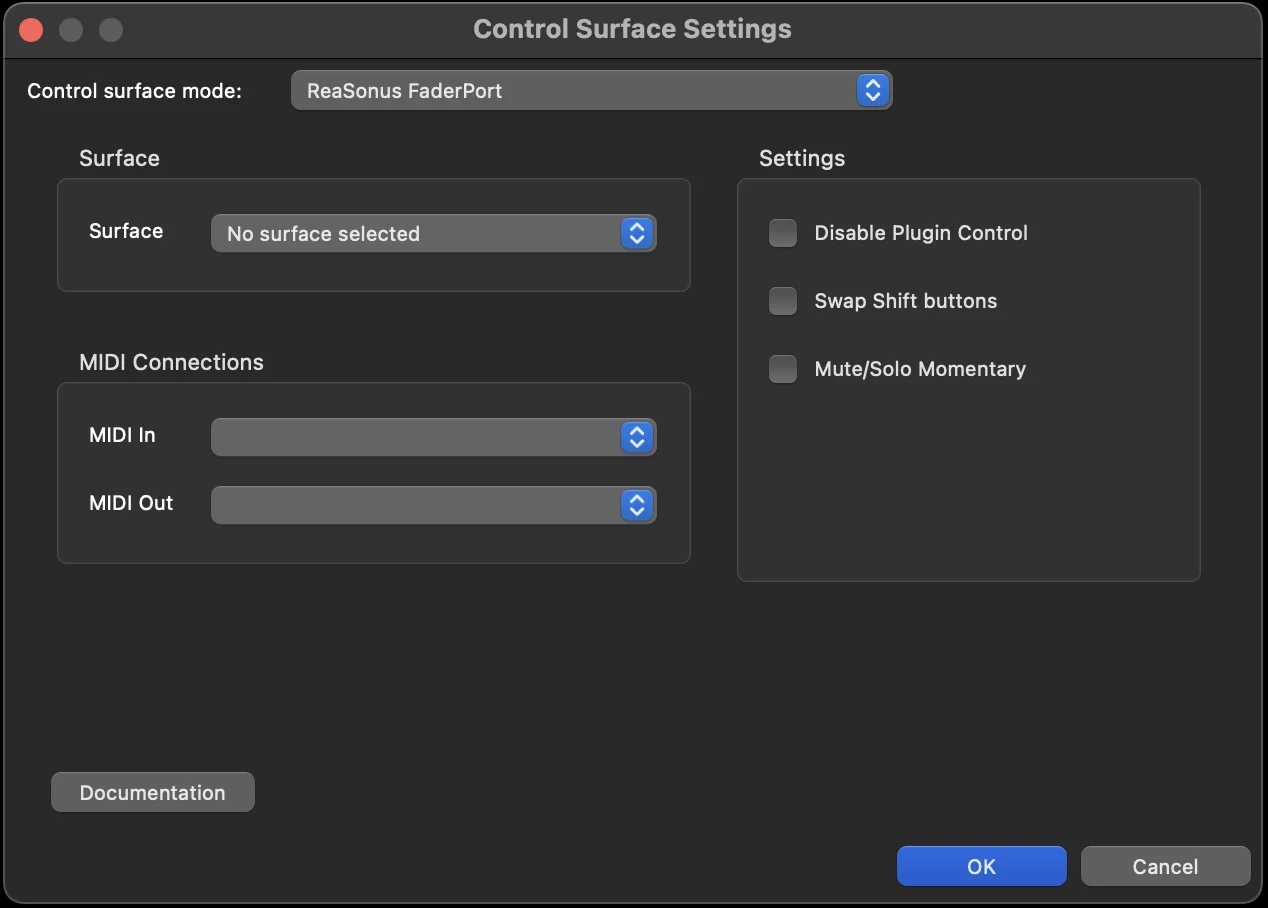 Control Surface Settings
Control surface mode: ReaSonus FaderPort
Surface
Surface No surface selected
MIDI Connections
MIDI In
MIDI Out
Settings
Disable Plugin Control
Swap Shift buttons
Mute/Solo Momentary
Documentation
OK Cancel